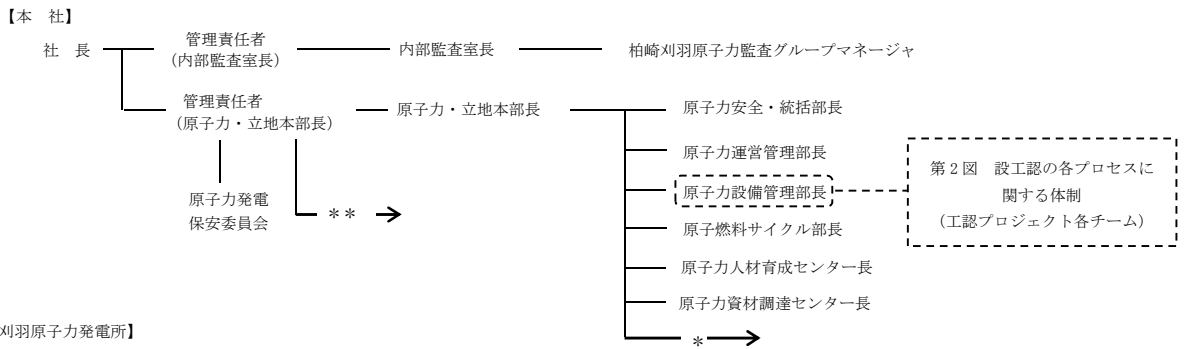 【本　社】
社　長
管理責任者
(内部監査室長)
内部監査室長
柏崎刈羽原子力監査グループマネージャ
管理責任者
(原子力・立地本部長)
原子力・立地本部長
原子力安全・統括部長
原子力運営管理部長
原子力設備管理部長
第２図　設工認の各プロセスに
関する体制
(工認プロジェクト各チーム)
原子力発電
保安委員会
＊＊
原子燃料サイクル部長
原子力人材育成センター長
原子力資材調達センター長
＊
刈羽原子力発電所】